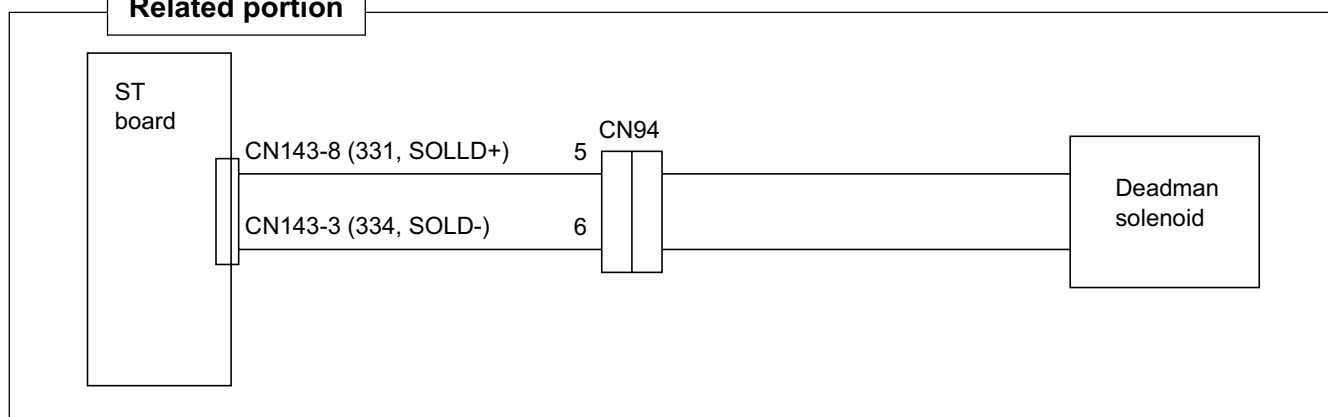 Related portion
ST
board
CN143-8 (331, SOLLD+)
5
CN94
CN143-3 (334, SOLD-)
6
Deadman
solenoid